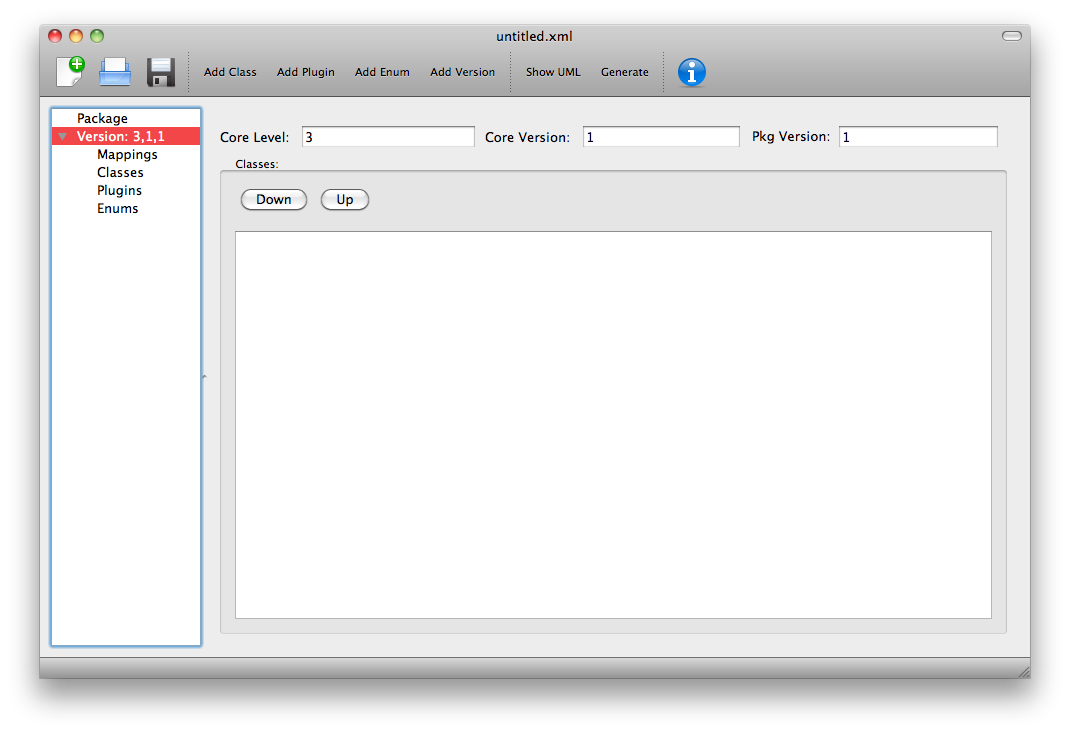 untitled.xml
Add Class Add Plugin Add Enum Add Version Show UML Generate
Package
Version: 3,1,1
Mappings
Classes
Plugins
Enums
Core Level: 3 Core Version: 1 Pkg Version: 1
Classes:
Down Up